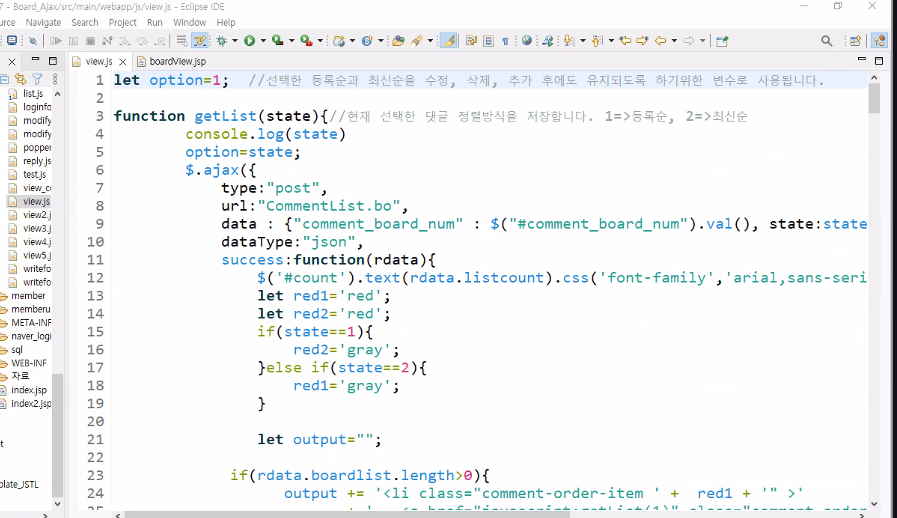 7 - Board_Ajax/src/main/webapp/js/view.js - Eclipse IDE
urce Navigate Search Project Run Window Help
view.js boardView.jsp
list.js
loginfo
modify
modify
popper
reply.js
test.js
view_cc
view.js
view2.j
view3.j
view4.j
view5.j
writefo
writefo
member
memberu
META-INF
naver_logi
sql
WEB-INF
자료
index.jsp
index2.jsp
t
plate_JSTL
1 let option=1; //선택한 등록순과 최신순을 수정, 삭제, 추가 후에도 유지되도록 하기위한 변수로 사용됩니다.
2
3 function getList(state){//현재 선택한 댓글 정렬방식을 저장합니다. 1=>등록순, 2=>최신순
4 console.log(state)
5 option=state;
6 $.ajax({
7 type:"post",
8 url:"CommentList.bo",
9 data : {"comment_board_num" : $("#comment_board_num").val(), state:state
10 dataType:"json",
11 success:function(rdata){
12 $('#count').text(rdata.listcount).css('font-family','arial,sans-seri
13 let red1='red';
14 let red2='red';
15 if(state==1){
16 red2='gray';
17 }else if(state==2){
18 red1='gray';
19 }
20
21 let output="";
22
23 if(rdata.boardlist.length>0){
24 output += '<li class="comment-order-item ' + red1 + '" >'